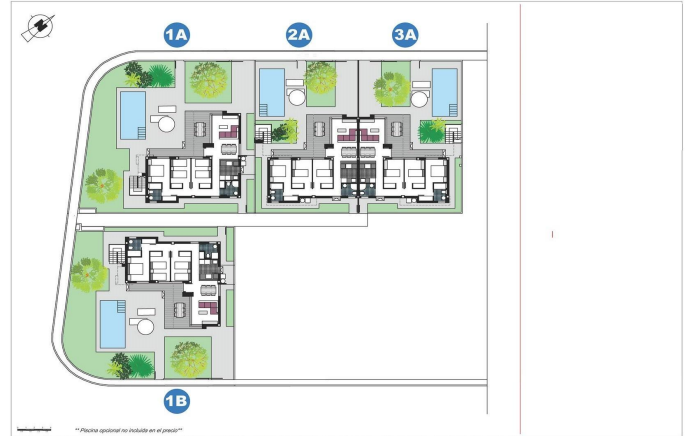 N
1A
2A
3A
1B
** Piscina opcional no incluida en el precio**